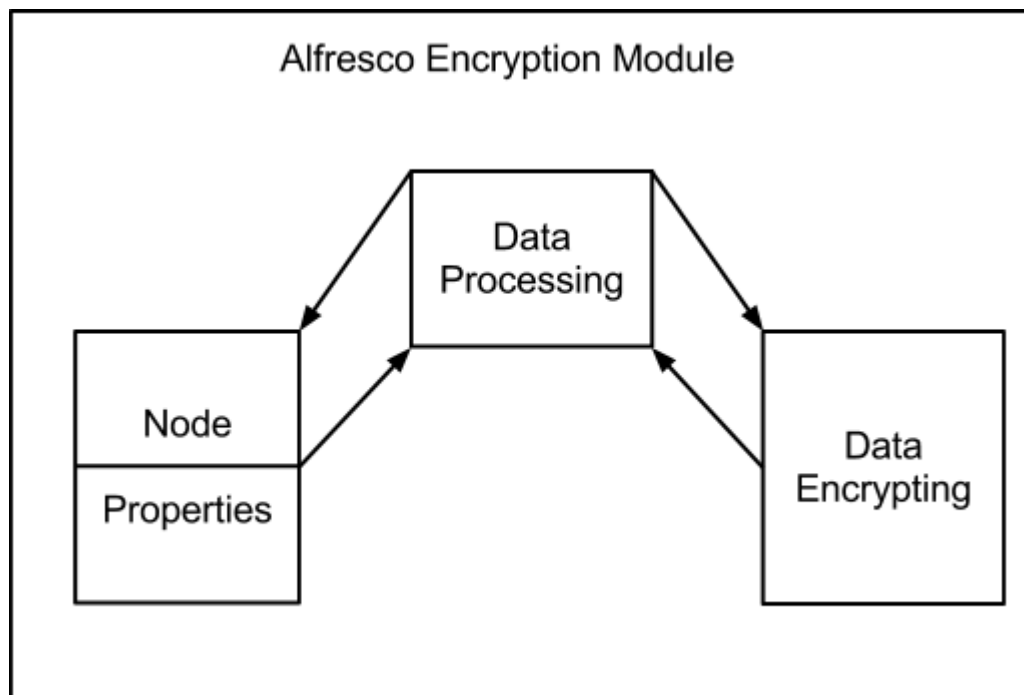 Alfresco Encryption Module
Data
Processing
Node
Properties
Data
Encrypting